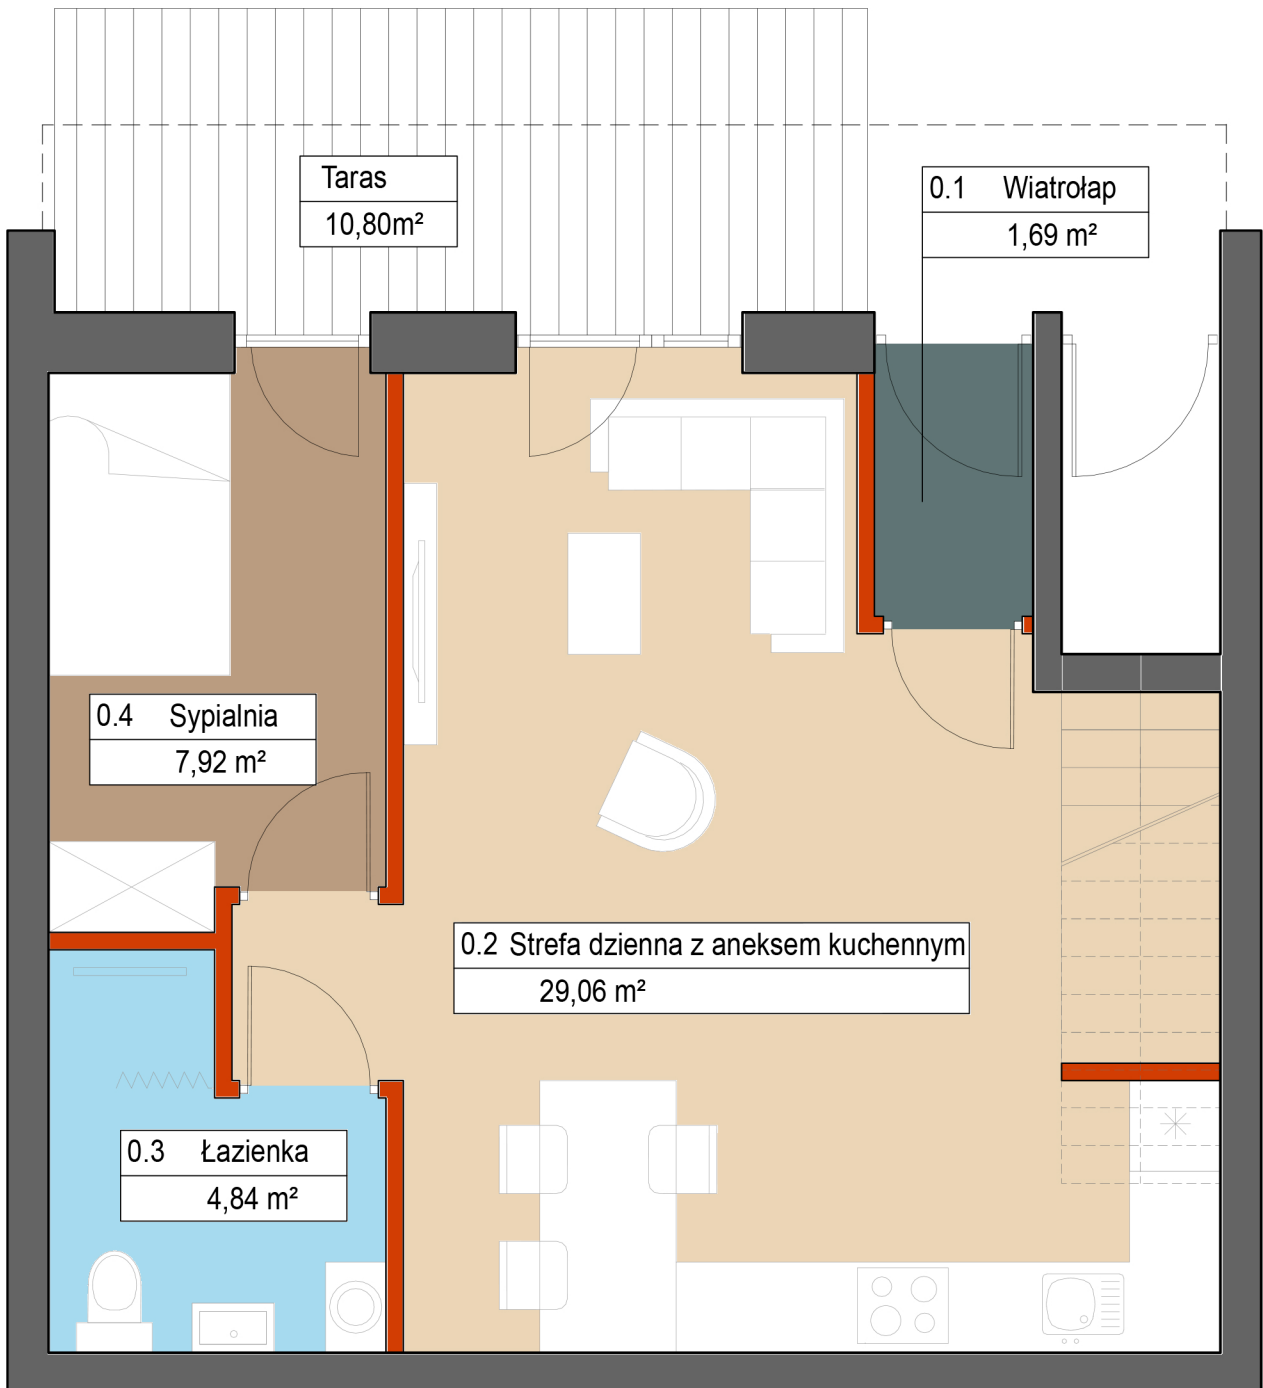 Taras
10,80m²
0.1 Wiatrołap
1,69 m²
0.4 Sypialnia
7,92 m²
0.2 Strefa dzienna z aneksem kuchennym
29,06 m²
0.3 Łazienka
4,84 m²